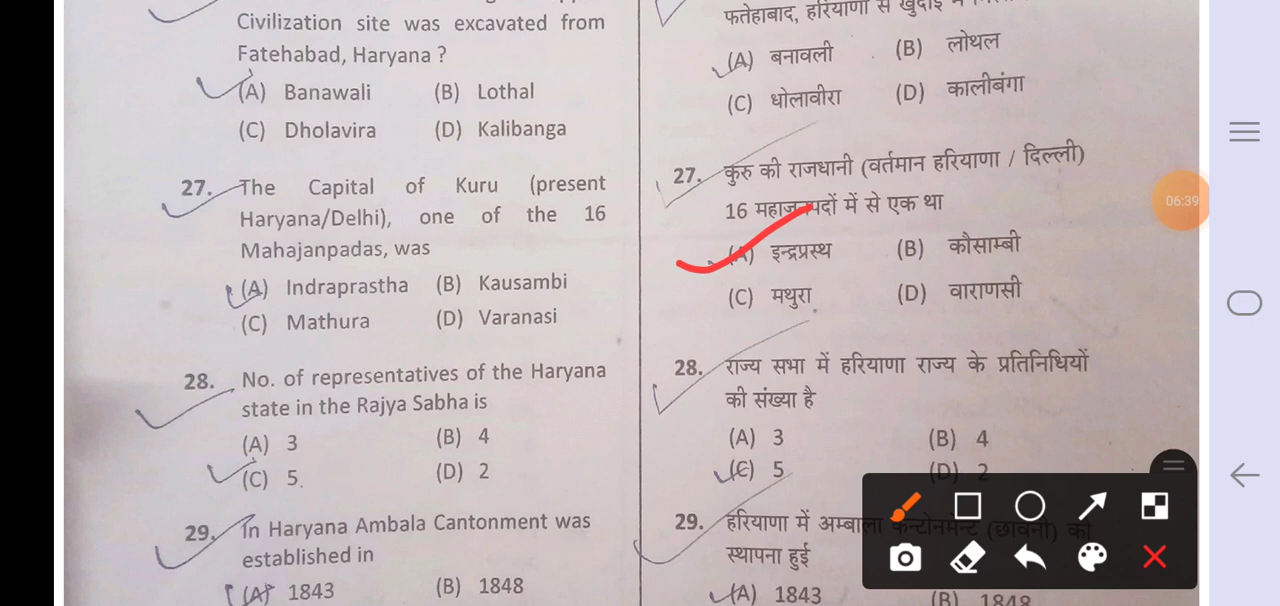 Civilization site was excavated from
Fatehabad, Haryana ?
(A) Banawali (B) Lothal
(C) Dholavira (D) Kalibanga
27. The Capital of Kuru (present
Haryana/Delhi), one of the 16
Mahajanpadas, was
(A) Indraprastha (B) Kausambi
(C) Mathura (D) Varanasi
28. No. of representatives of the Haryana
state in the Rajya Sabha is
(A) 3 (B) 4
(C) 5. (D) 2
29. In Haryana Ambala Cantonment was
established in
(A) 1843 (B) 1848
फतेहाबाद, हरियाणा से खुदाई में
(A) बनावली (B) लोथल
(C) धोलावीरा (D) कालीबंगा
27. कुरु की राजधानी (वर्तमान हरियाणा / दिल्ली)
16 महाजनपदों में से एक था
(A) इन्द्रप्रस्थ (B) कौसाम्बी
(C) मथुरा (D) वाराणसी
28. राज्य सभा में हरियाणा राज्य के प्रतिनिधियों
की संख्या है
(A) 3 (B) 4
(C) 5 (D) 2
29. हरियाणा में अम्बाला कन्टोनमेन्ट (छावनी) की
स्थापना हुई
(A) 1843 (B) 1848
06:39